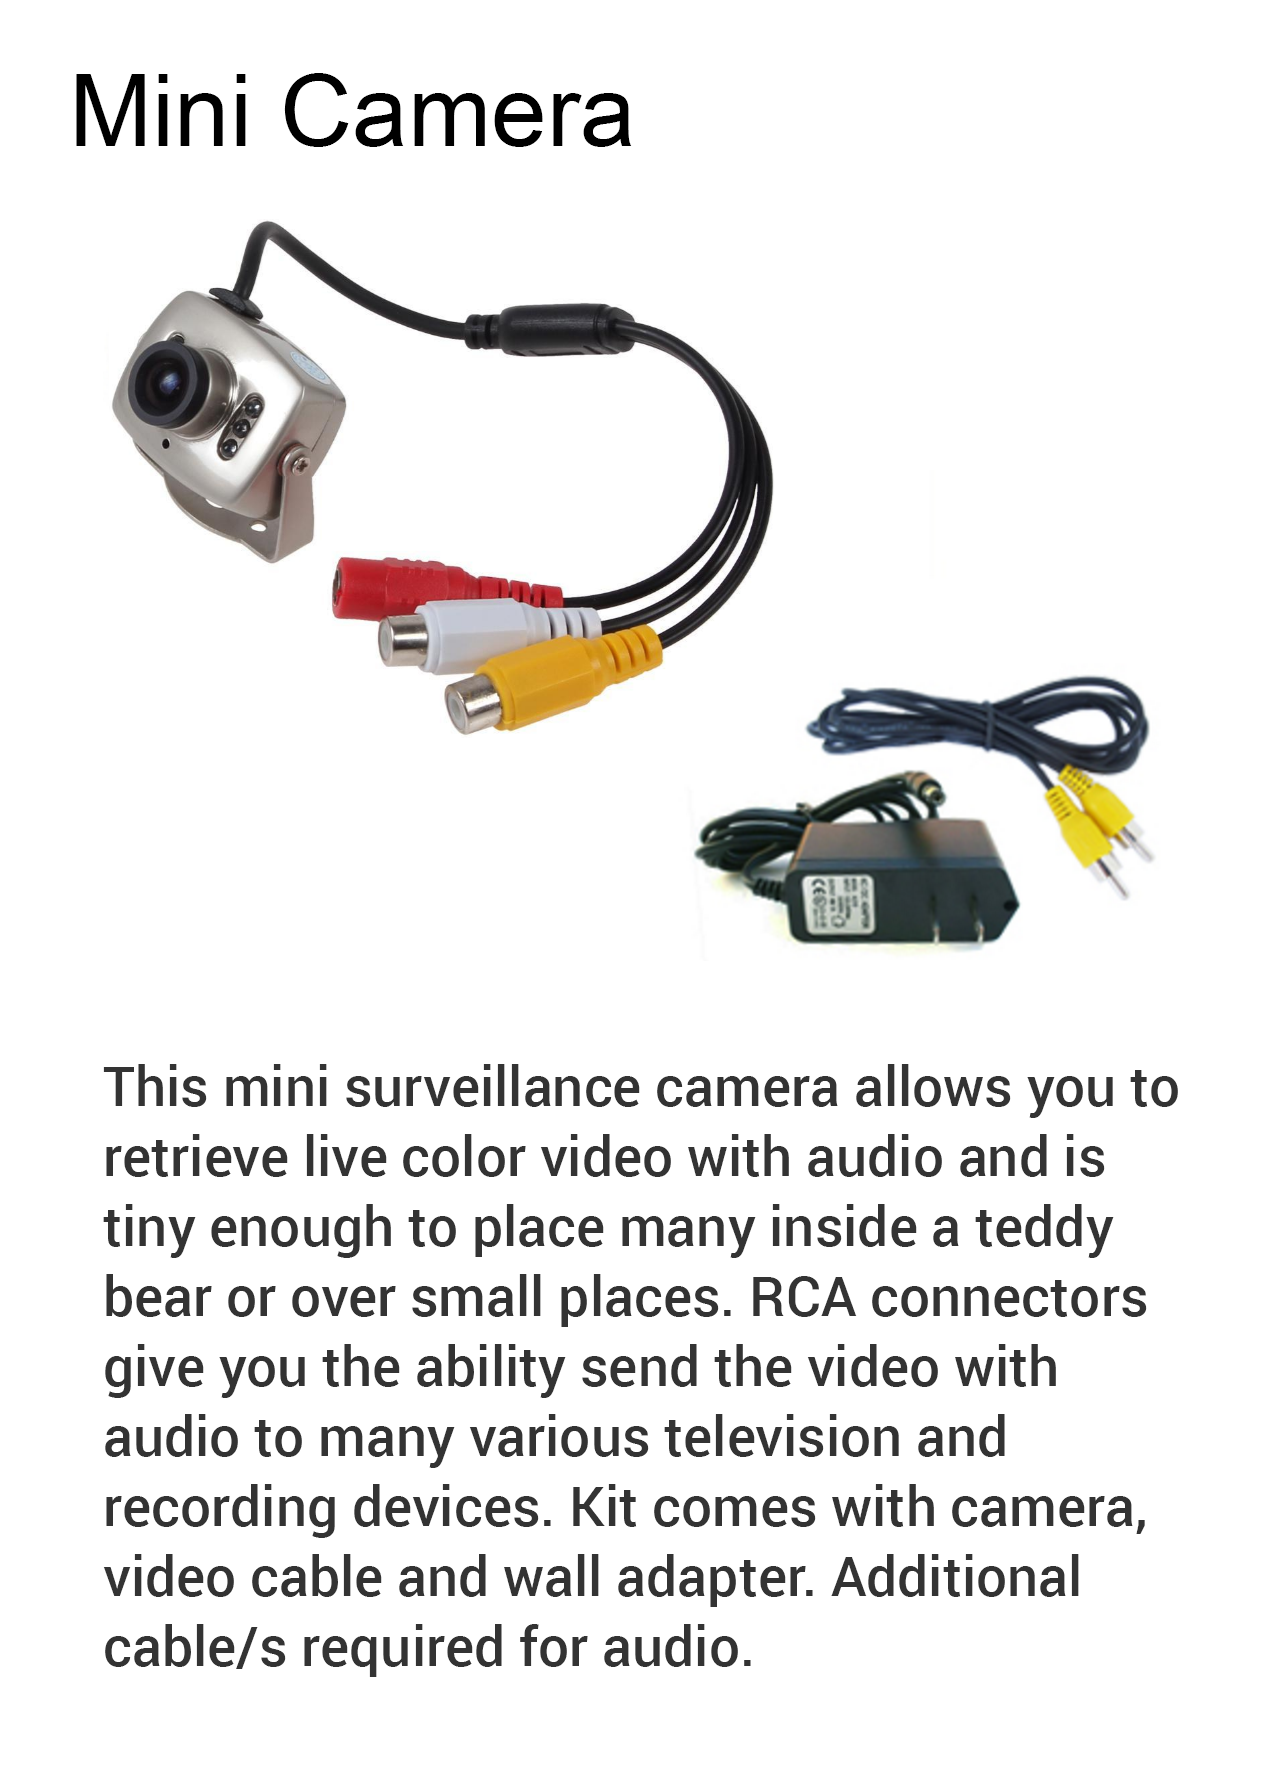 Mini Camera
This mini surveillance camera allows you to
retrieve live color video with audio and is
tiny enough to place many inside a teddy
bear or over small places. RCA connectors
give you the ability send the video with
audio to many various television and
recording devices. Kit comes with camera,
video cable and wall adapter. Additional
cable/s required for audio.